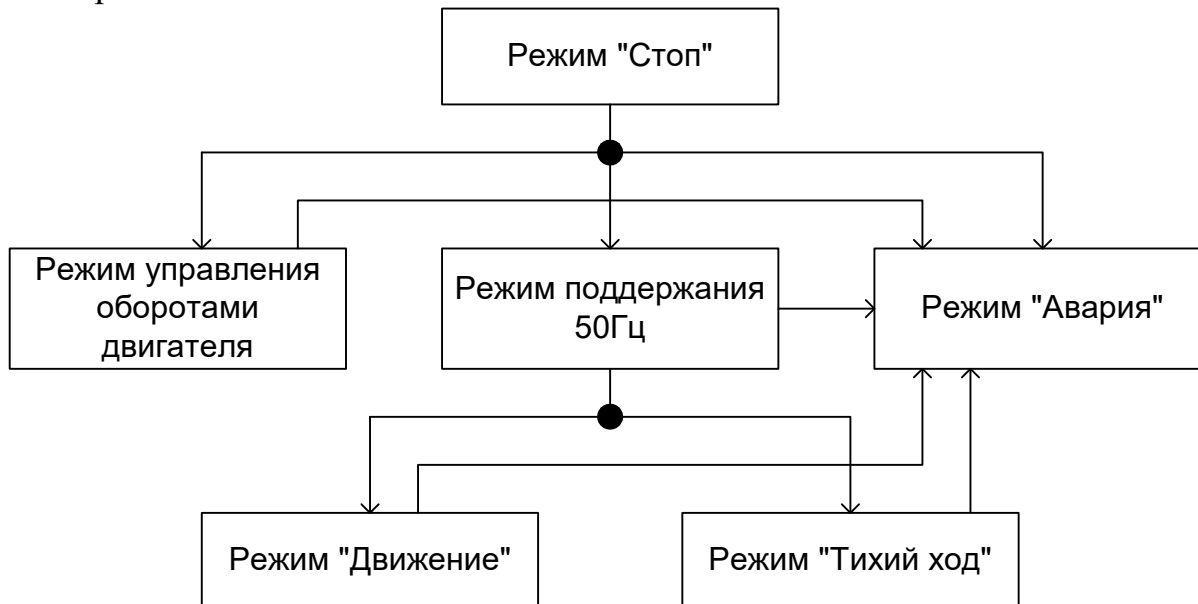 Режим "Стоп"
Режим управления
оборотами
двигателя
Режим поддержания
50Гц
Режим "Авария"
Режим "Движение"
Режим "Тихий ход"